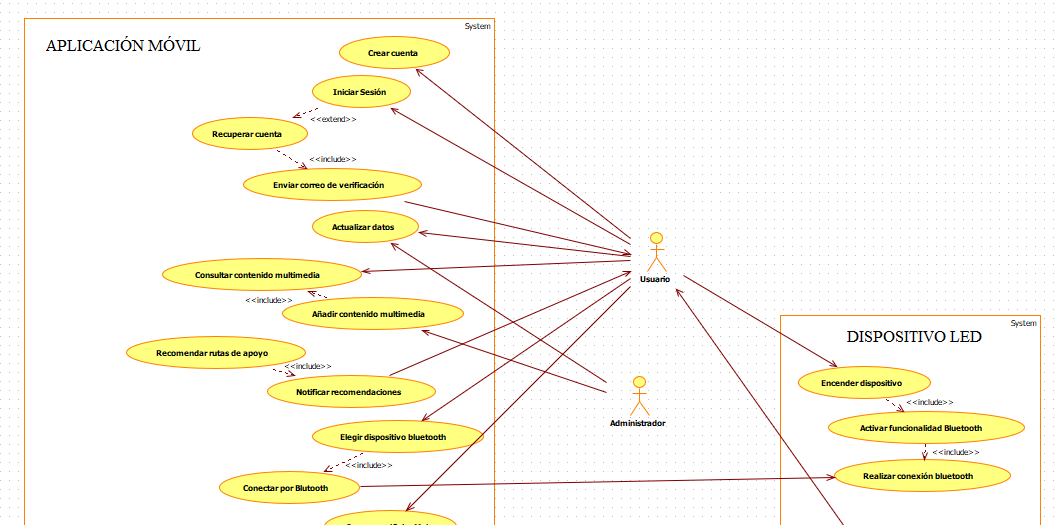 System
APLICACIÓN MÓVIL
Crear cuenta
Iniciar Sesión
<<extend>>
Recuperar cuenta
<<include>>
Enviar correo de verificación
Actualizar datos
Consultar contenido multimedia
<<include>>
Añadir contenido multimedia
Recomendar rutas de apoyo
<<include>>
Notificar recomendaciones
Elegir dispositivo bluetooth
<<include>>
Conectar por Blutooth
Usuario
Administrador
System
DISPOSITIVO LED
Encender dispositivo
<<include>>
Activar funcionalidad Bluetooth
<<include>>
Realizar conexión bluetooth